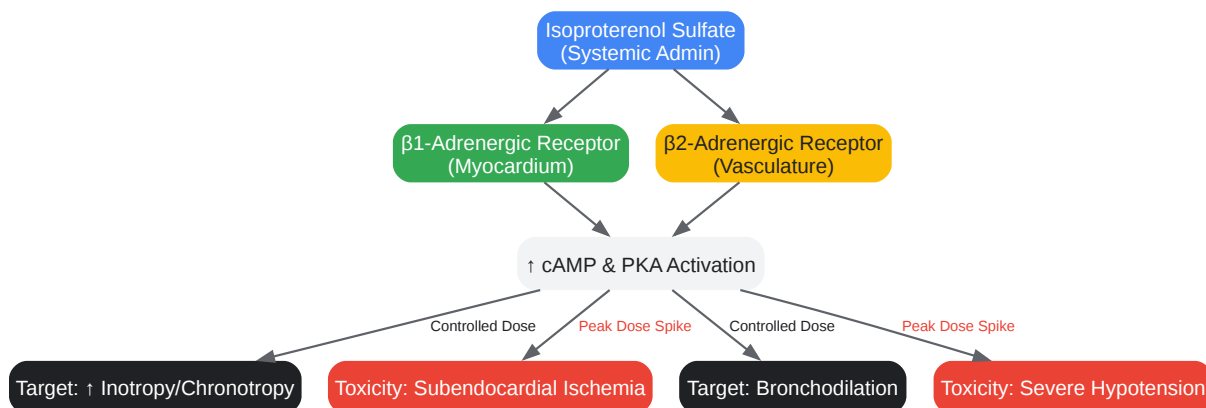 Isoproterenol Sulfate
(Systemic Admin)
β1-Adrenergic Receptor
(Myocardium)
β2-Adrenergic Receptor
(Vasculature)
↑ cAMP & PKA Activation
Controlled Dose
Peak Dose Spike
Controlled Dose
Peak Dose Spike
Target: ↑ Inotropy/Chronotropy
Toxicity: Subendocardial Ischemia
Target: Bronchodilation
Toxicity: Severe Hypotension